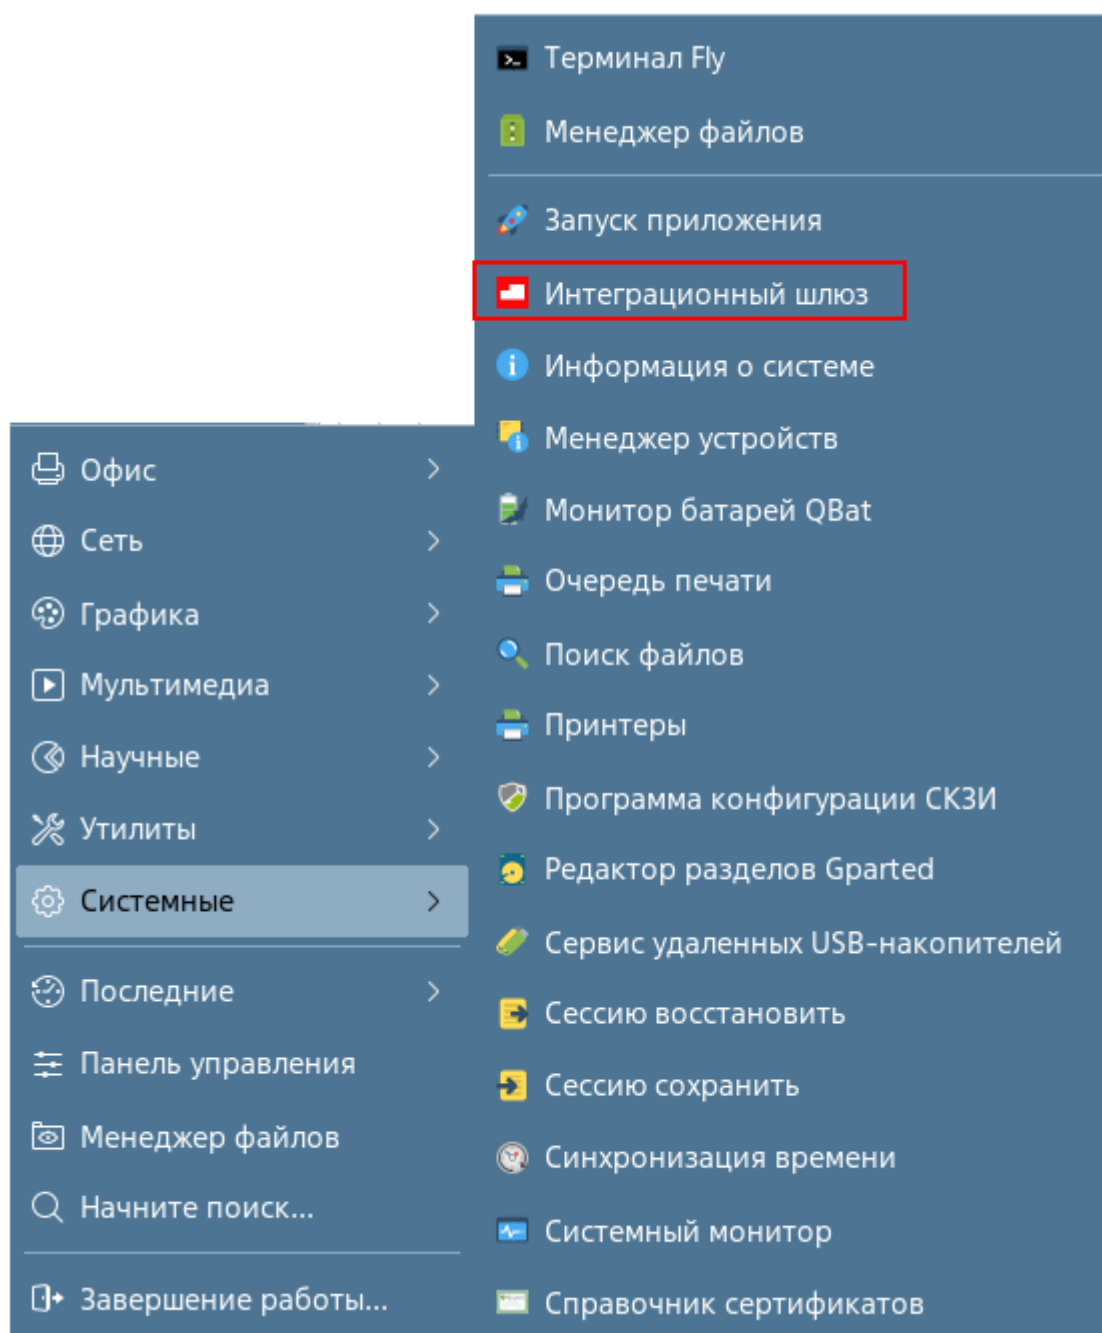 Терминал Fly
Менеджер файлов
Запуск приложения
Интеграционный шлюз
Информация о системе
Менеджер устройств
Монитор батарей QBat
Очередь печати
Поиск файлов
Принтеры
Программа конфигурации СКЗИ
Редактор разделов Gparted
Сервис удаленных USB-накопителей
Сессию восстановить
Сессию сохранить
Синхронизация времени
Системный монитор
Справочник сертификатов
Офис
Сеть
Графика
Мультимедиа
Научные
Утилиты
Системные
Последние
Панель управления
Менеджер файлов
Начните поиск...
Завершение работы...